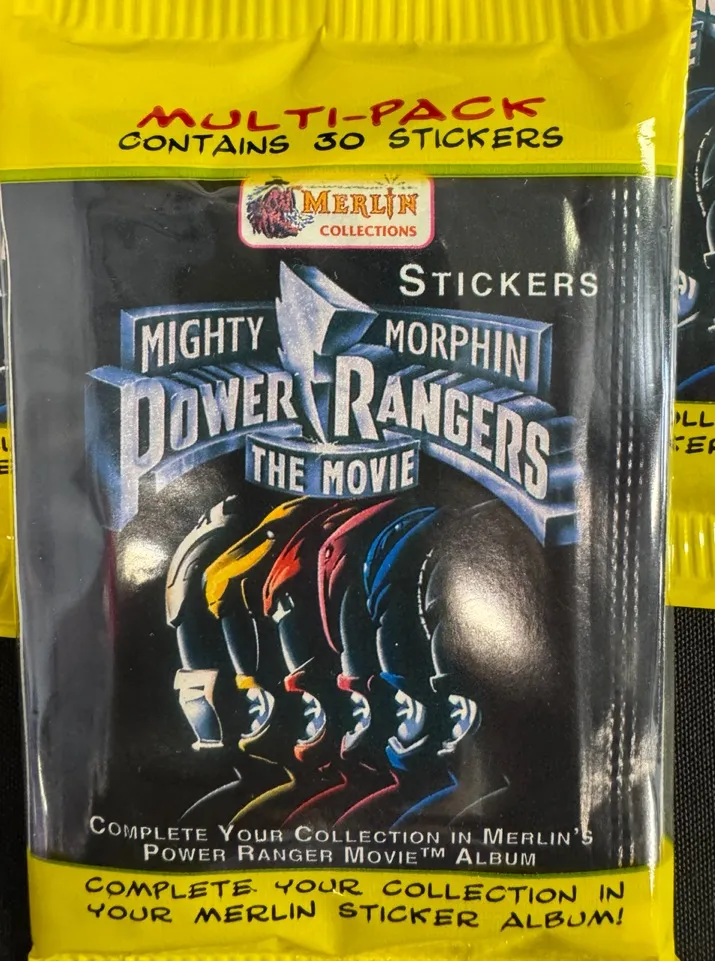 MULTI-PACK
CONTAINS 30 STICKERS
MERLIN
COLLECTIONS
STICKERS
MIGHTY MORPHIN
POWER RANGERS
THE MOVIE
COMPLETE YOUR COLLECTION IN MERLIN'S
POWER RANGER MOVIE™ ALBUM
COMPLETE YOUR COLLECTION IN
YOUR MERLIN STICKER ALBUM!